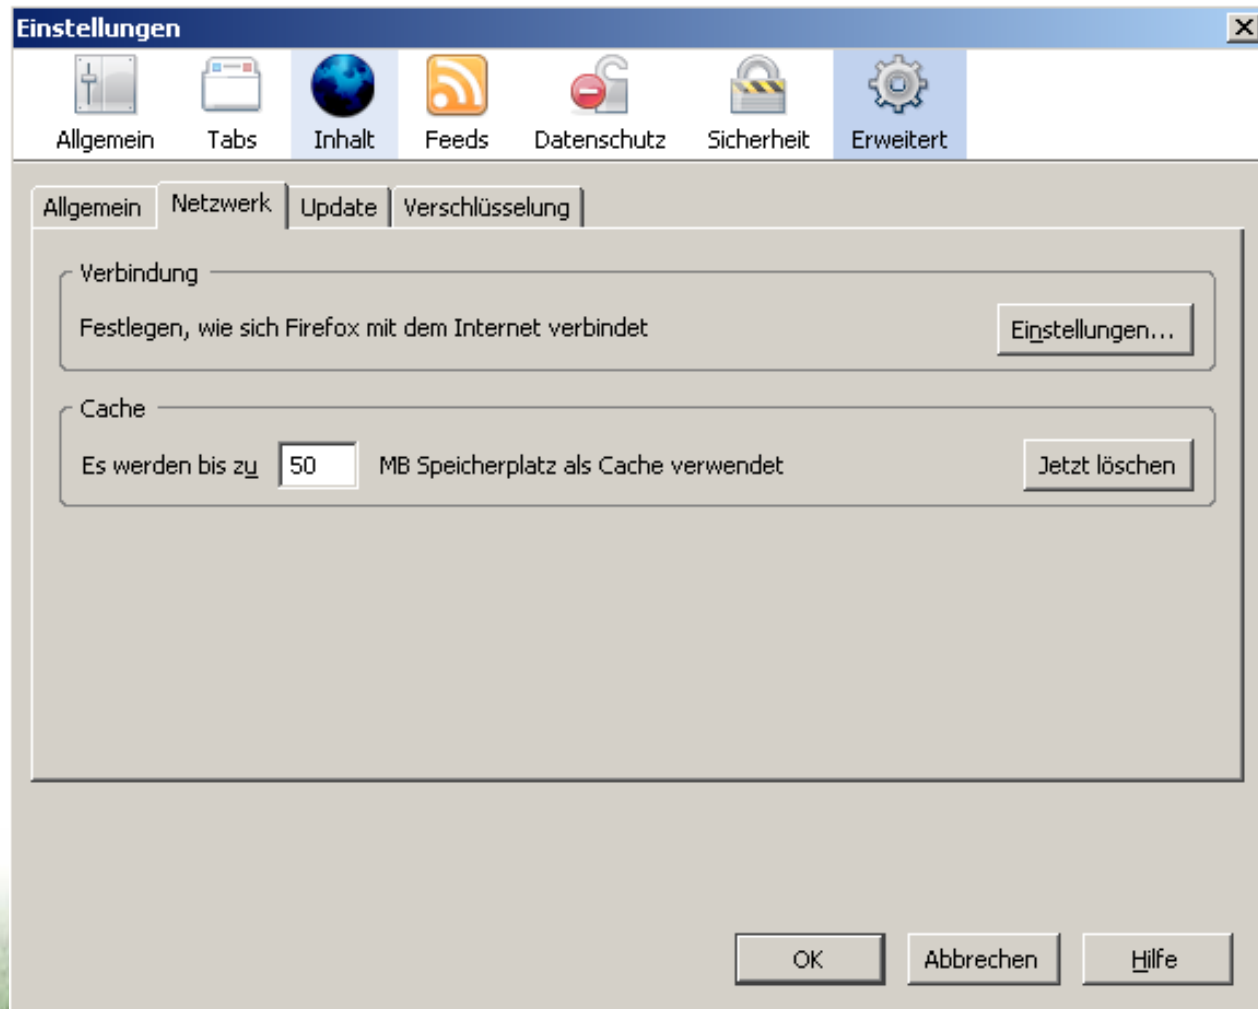 Einstellungen
Allgemein Tabs Inhalt Feeds Datenschutz Sicherheit Erweitert
Allgemein Netzwerk Update Verschlüsselung
Verbindung
Festlegen, wie sich Firefox mit dem Internet verbindet Einstellungen...
Cache
Es werden bis zu 50 MB Speicherplatz als Cache verwendet Jetzt löschen
OK Abbrechen Hilfe